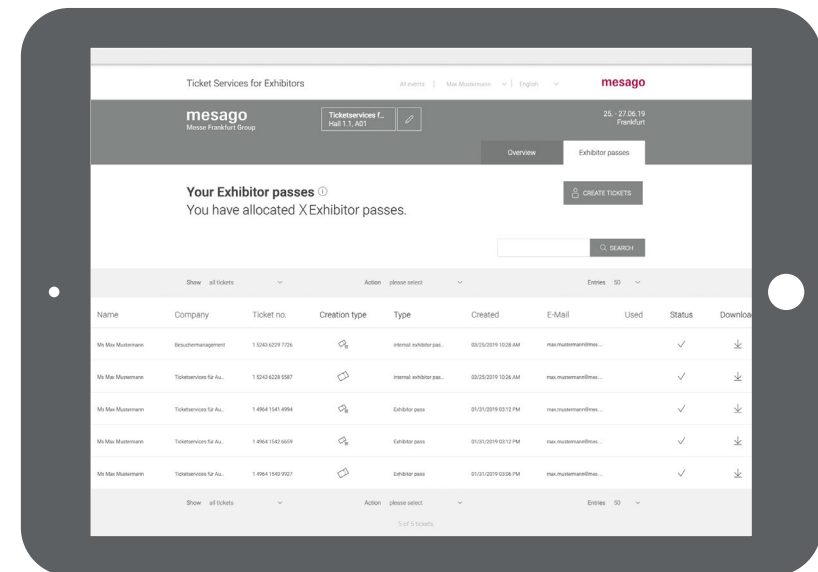 Ticket Services for Exhibitors All events | Max Mustermann | English mesago
mesago
Messe Frankfurt Group
Ticketservices f...
Hall 1.1, A01
25. - 27.06.19
Frankfurt
Overview Exhibitor passes
Your Exhibitor passes
You have allocated X Exhibitor passes.
CREATE TICKETS
SEARCH
Show all tickets Action please select Entries 50
Name Company Ticket no. Creation type Type Created E-Mail Used Status Downloa
Ms Max Mustermann Besuchermanagement 1 5243 6229 7726 internal exhibitor pas... 03/25/2019 10:28 AM max.mustermann@mes...
Ms Max Mustermann Ticketservices für Au... 1 5243 6228 5587 internal exhibitor pas... 03/25/2019 10:26 AM max.mustermann@mes...
Ms Max Mustermann Ticketservices für Au... 1 4964 1541 4994 Exhibitor pass 01/31/2019 03:12 PM max.mustermann@mes...
Ms Max Mustermann Ticketservices für Au... 1 4964 1542 6659 Exhibitor pass 01/31/2019 03:12 PM max.mustermann@mes...
Ms Max Mustermann Ticketservices für Au... 1 4964 1540 9927 Exhibitor pass 01/31/2019 03:06 PM max.mustermann@mes...
Show all tickets Action please select Entries 50
5 of 5 tickets